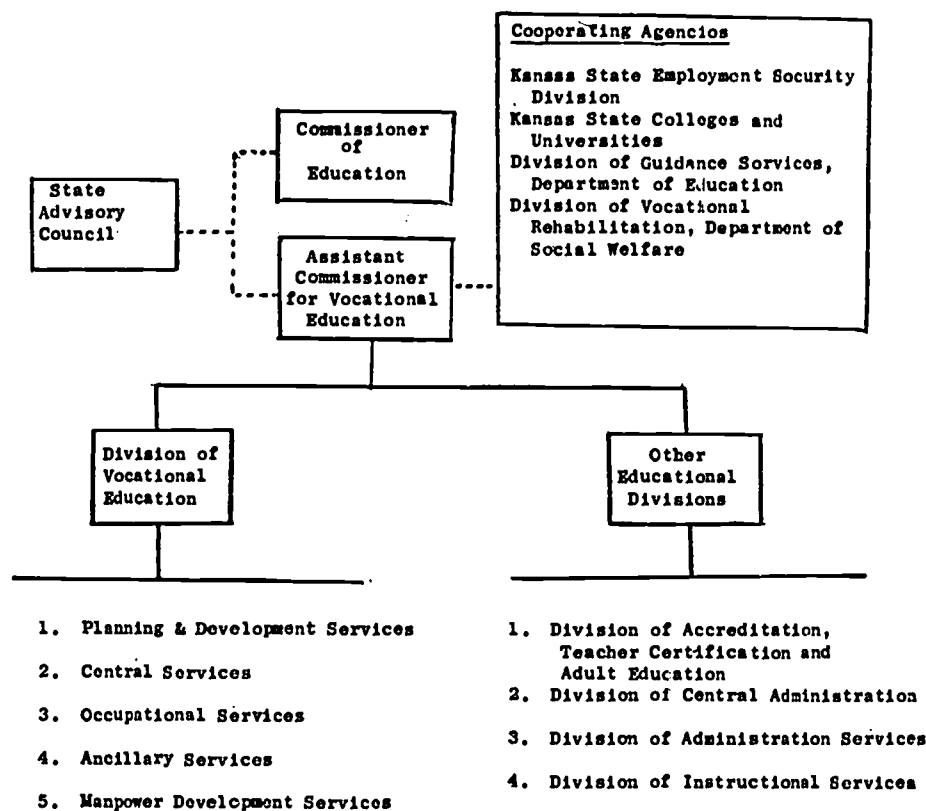 Cooperating Agencies
Kansas State Employment Security
Division
Kansas State Colleges and
Universities
Division of Guidance Services,
Department of Education
Division of Vocational
Rehabilitation, Department of
Social Welfare
Commissioner
of
Education
State
Advisory
Council
Assistant
Commissioner
for Vocational
Education
Division of
Vocational
Education
Other
Educational
Divisions
1. Planning & Development Services
2. Central Services
3. Occupational Services
4. Ancillary Services
5. Manpower Development Services
1. Division of Accreditation,
Teacher Certification and
Adult Education
2. Division of Central Administration
3. Division of Administration Services
4. Division of Instructional Services